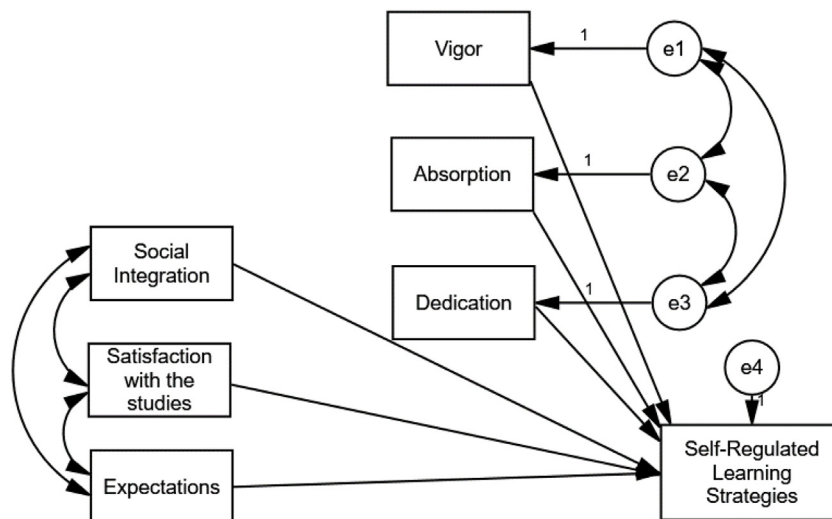 Vigor
1
e1
Absorption
1
e2
Social
Integration
Dedication
1
e3
Satisfaction
with the
studies
e4
1
Self-Regulated
Learning
Strategies
Expectations